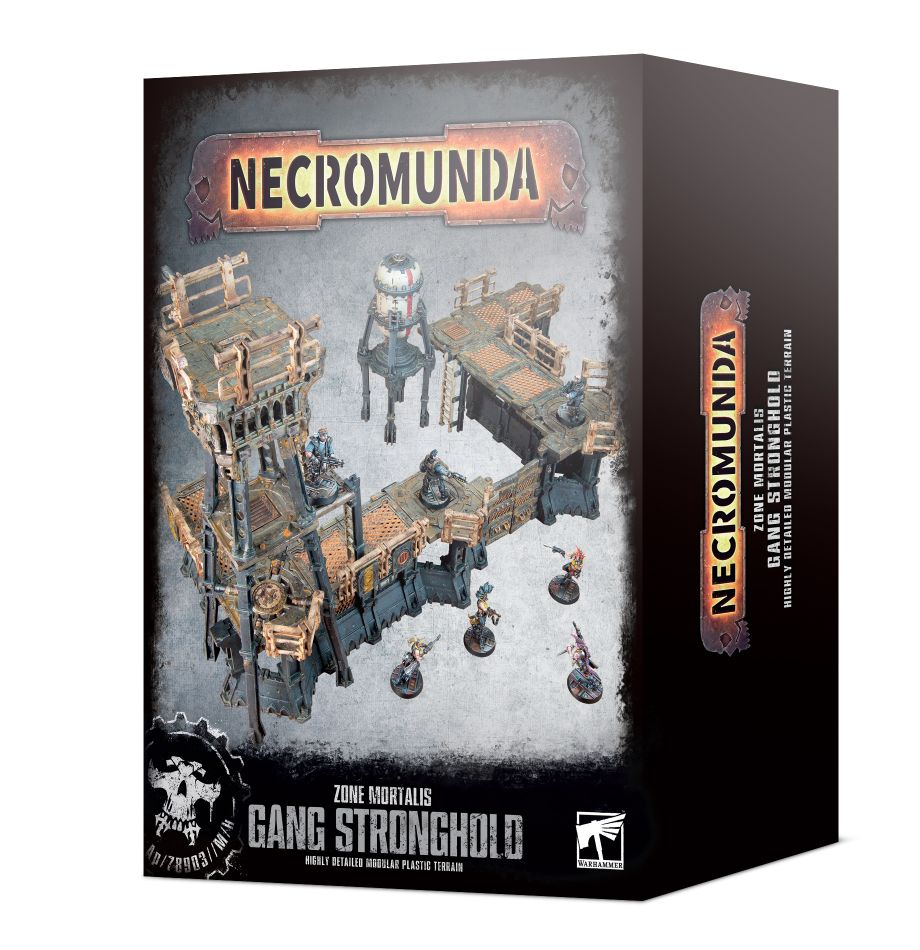 NECROMUNDA
ZONE MORTALIS
GANG STRONGHOLD
HIGHLY DETAILED MODULAR PLASTIC TERRAIN
WARHAMMER
NECROMUNDA
ZONE MORTALIS
GANG STRONGHOLD
HIGHLY DETAILED MODULAR PLASTIC TERRAIN